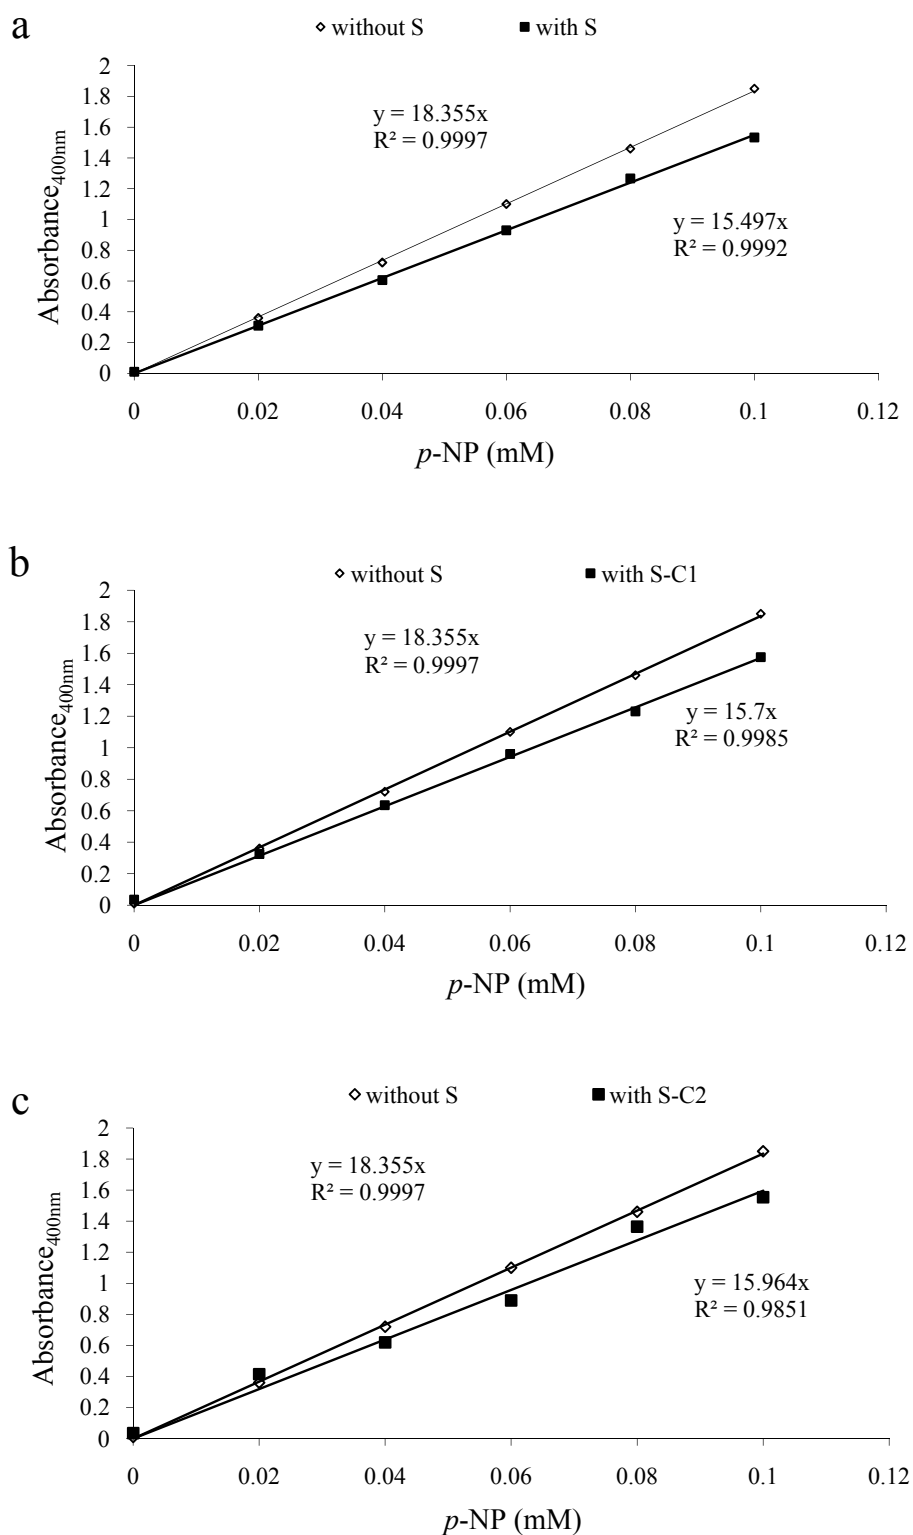 a
without S with S
2
1.8
1.6
1.4
1.2
1
0.8
0.6
0.4
0.2
0
y = 18.355x
R² = 0.9997
y = 15.497x
R² = 0.9992
Absorbance400nm
0 0.02 0.04 0.06 0.08 0.1 0.12
p-NP (mM)
b
without S with S-C1
2
1.8
1.6
1.4
1.2
1
0.8
0.6
0.4
0.2
0
y = 18.355x
R² = 0.9997
y = 15.7x
R² = 0.9985
Absorbance400nm
0 0.02 0.04 0.06 0.08 0.1 0.12
p-NP (mM)
c
without S with S-C2
2
1.8
1.6
1.4
1.2
1
0.8
0.6
0.4
0.2
0
y = 18.355x
R² = 0.9997
y = 15.964x
R² = 0.9851
Absorbance400nm
0 0.02 0.04 0.06 0.08 0.1 0.12
p-NP (mM)